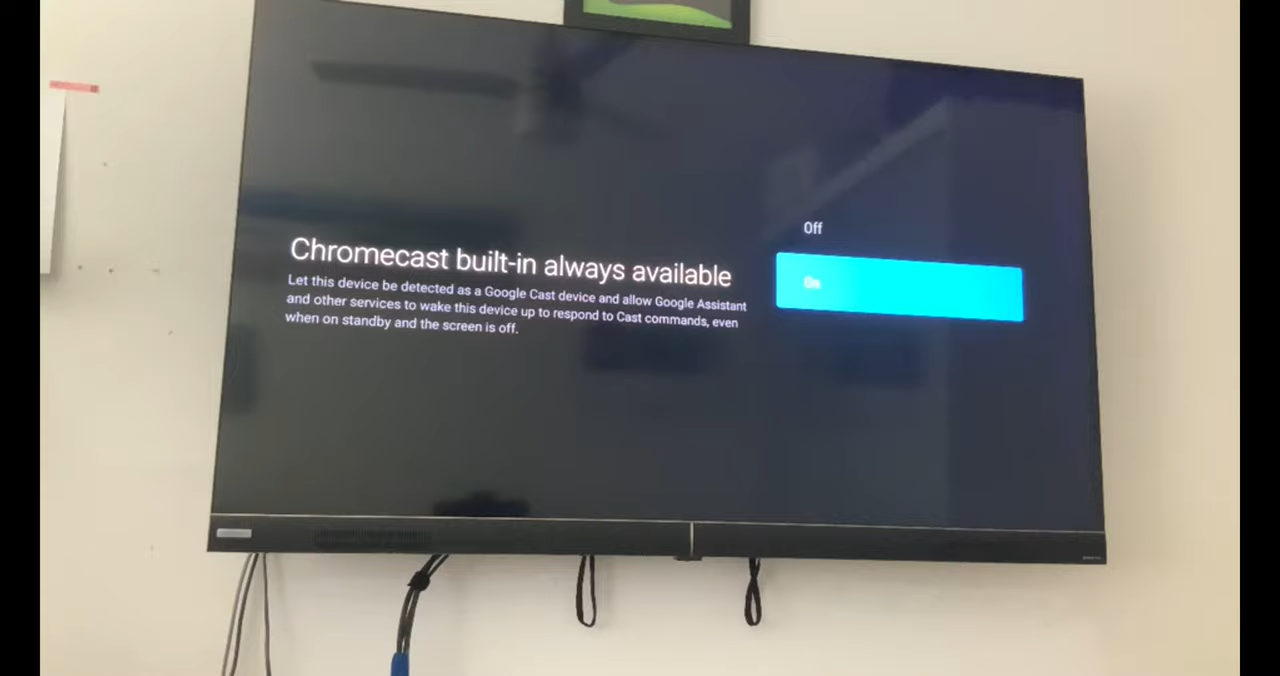 Chromecast built-in always available
Let this device be detected as a Google Cast device and allow Google Assistant
and other services to wake this device up to respond to Cast commands, even
when on standby and the screen is off.
Off
On